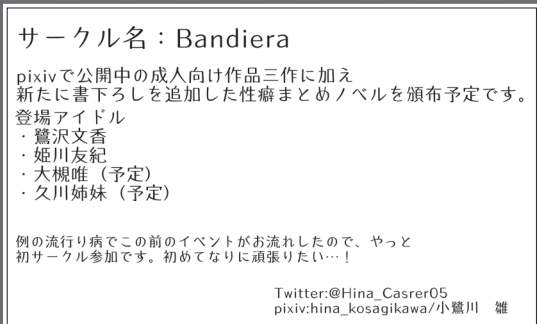 サークル名：Bandiera
pixivで公開中の成人向け作品三作に加え
新たに書下ろしを追加した性癖まとめノベルを頒布予定です。
登場アイドル
・鷺沢文香
・姫川友紀
・大槻唯（予定）
・久川姉妹（予定）
例の流行り病でこの前のイベントがお流れしたので、やっと
初サークル参加です。初めてなりに頑張りたい…！
Twitter:@Hina_Casrer05
pixiv:hina_kosagikawa/小鷺川　雛